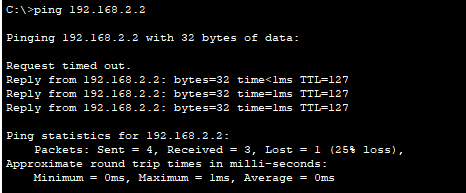 C:\>ping 192.168.2.2
Pinging 192.168.2.2 with 32 bytes of data:
Request timed out.
Reply from 192.168.2.2: bytes=32 time<1ms TTL=127
Reply from 192.168.2.2: bytes=32 time=1ms TTL=127
Reply from 192.168.2.2: bytes=32 time=1ms TTL=127
Ping statistics for 192.168.2.2:
    Packets: Sent = 4, Received = 3, Lost = 1 (25% loss),
Approximate round trip times in milli-seconds:
    Minimum = 0ms, Maximum = 1ms, Average = 0ms